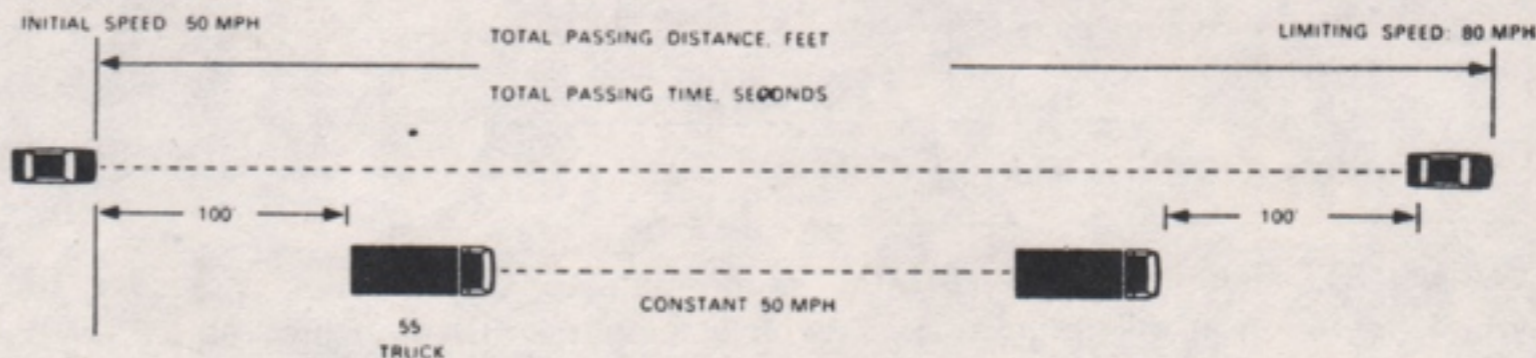 INITIAL SPEED 50 MPH
TOTAL PASSING DISTANCE, FEET
LIMITING SPEED: 80 MPH
TOTAL PASSING TIME, SECONDS
100'
100'
CONSTANT 50 MPH
55
TRUCK